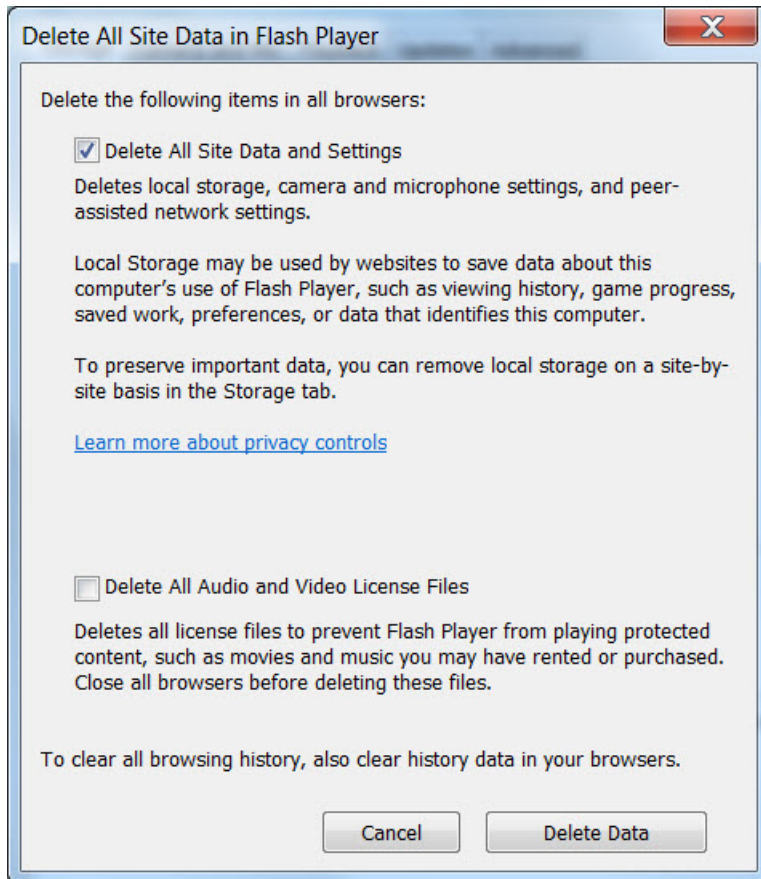 Delete All Site Data in Flash Player
Delete the following items in all browsers:
Delete All Site Data and Settings
Deletes local storage, camera and microphone settings, and peer-
assisted network settings.
Local Storage may be used by websites to save data about this
computer’s use of Flash Player, such as viewing history, game progress,
saved work, preferences, or data that identifies this computer.
To preserve important data, you can remove local storage on a site-by-
site basis in the Storage tab.
Learn more about privacy controls
Delete All Audio and Video License Files
Deletes all license files to prevent Flash Player from playing protected
content, such as movies and music you may have rented or purchased.
Close all browsers before deleting these files.
To clear all browsing history, also clear history data in your browsers.
Cancel
Delete Data